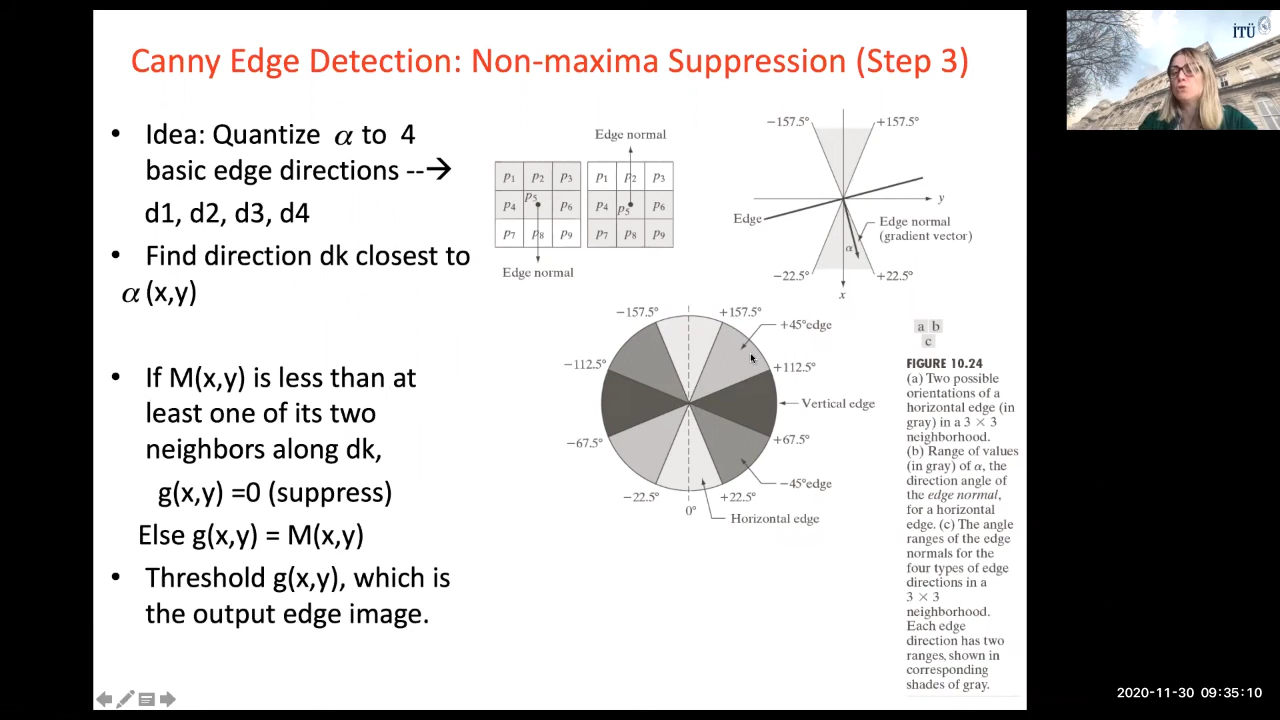 Canny Edge Detection: Non-maxima Suppression (Step 3)
• Idea: Quantize α to 4
basic edge directions --→
d1, d2, d3, d4
• Find direction dk closest to
α (x,y)
• If M(x,y) is less than at
least one of its two
neighbors along dk,
g(x,y) =0 (suppress)
Else g(x,y) = M(x,y)
• Threshold g(x,y), which is
the output edge image.
Edge normal
p1 p2 p3 p1 p2 p3
p4 p5 p6 p4 p5 p6
p7 p8 p9 p7 p8 p9
Edge normal
−157.5° +157.5°
y
Edge
Edge normal
(gradient vector)
α
−22.5° +22.5°
x
−157.5° +157.5°
+45°edge
−112.5° +112.5°
Vertical edge
−67.5° +67.5°
−45°edge
−22.5° +22.5°
0°
Horizontal edge
a b
c
FIGURE 10.24
(a) Two possible
orientations of a
horizontal edge (in
gray) in a 3 × 3
neighborhood.
(b) Range of values
(in gray) of α, the
direction angle of
the edge normal,
for a horizontal
edge. (c) The angle
ranges of the edge
normals for the
four types of edge
directions in a
3 × 3
neighborhood.
Each edge
direction has two
ranges, shown in
corresponding
shades of gray.
İTÜ
2020-11-30 09:35:10